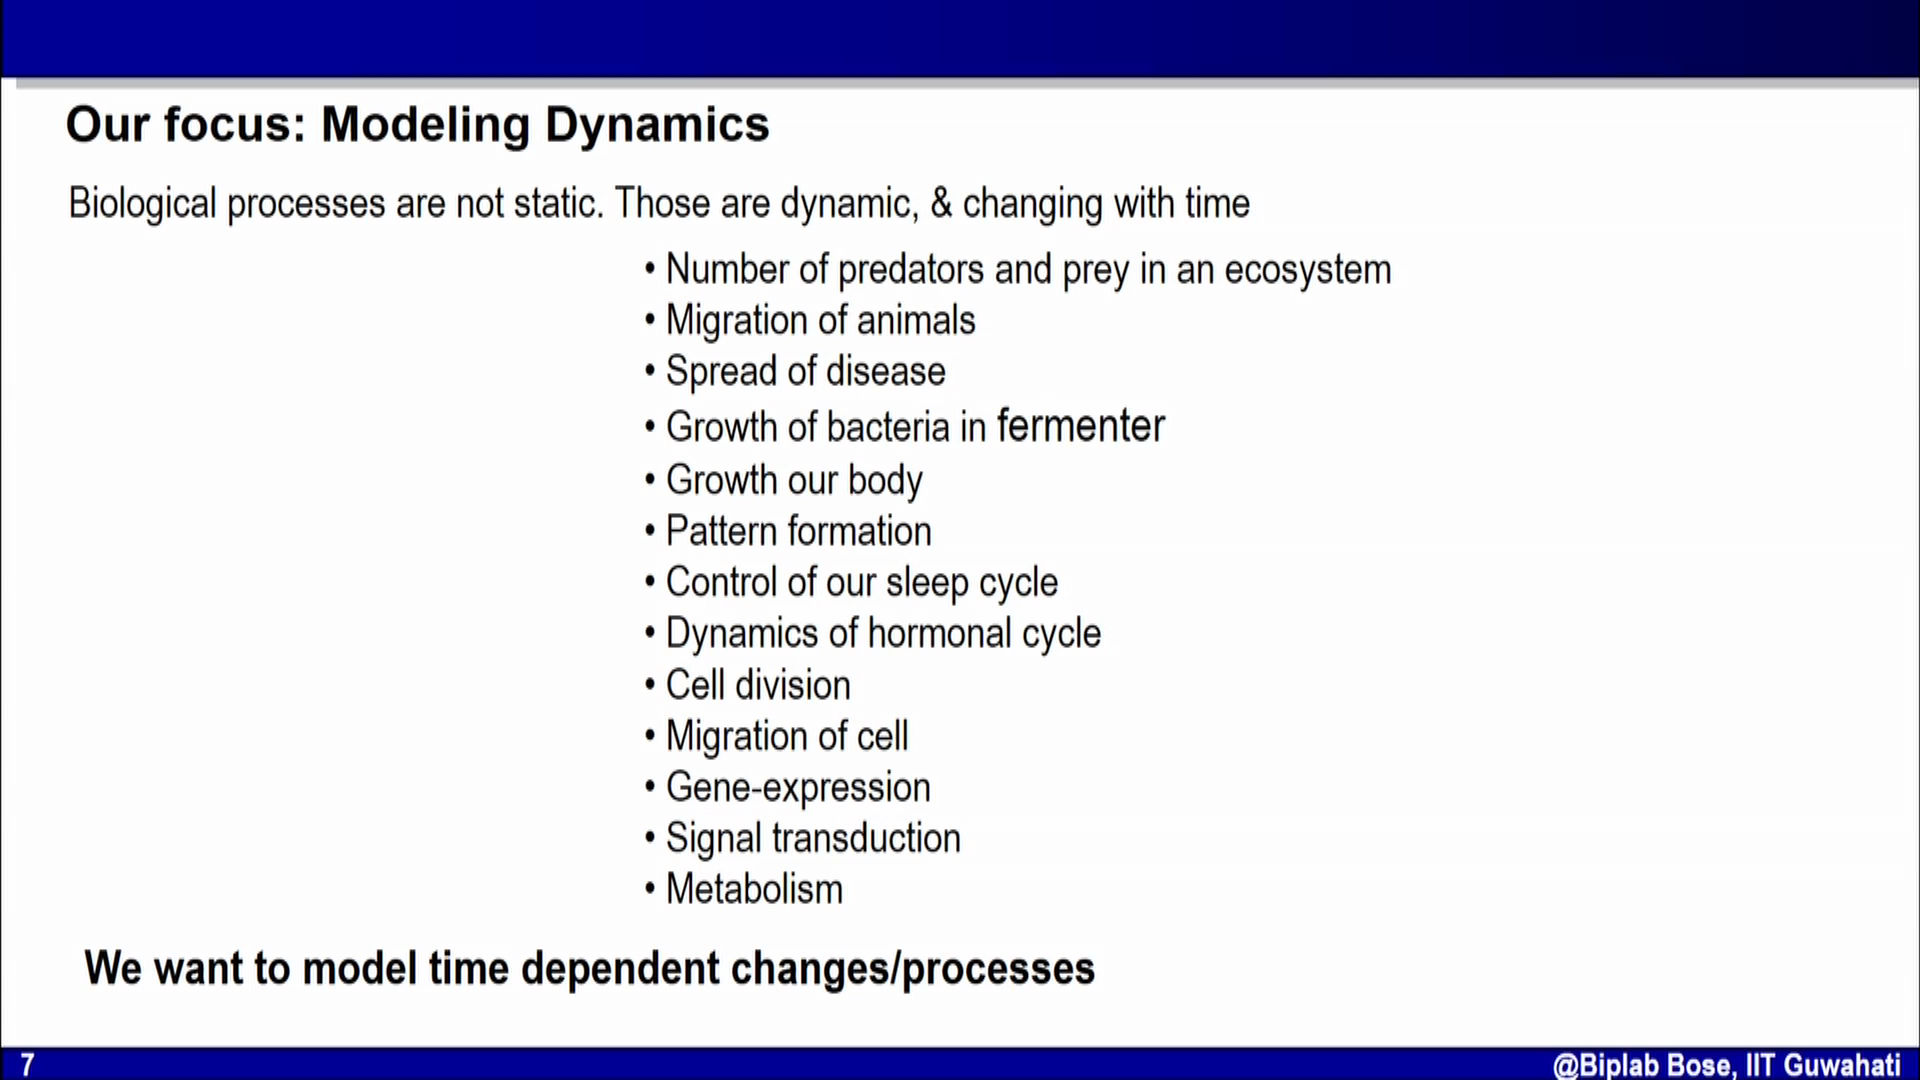 Our focus: Modeling Dynamics
Biological processes are not static. Those are dynamic, & changing with time
• Number of predators and prey in an ecosystem
• Migration of animals
• Spread of disease
• Growth of bacteria in fermenter
• Growth our body
• Pattern formation
• Control of our sleep cycle
• Dynamics of hormonal cycle
• Cell division
• Migration of cell
• Gene-expression
• Signal transduction
• Metabolism
We want to model time dependent changes/processes
7
@Biplab Bose, IIT Guwahati